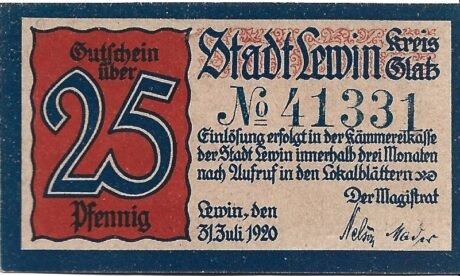 Gutschein
über
25
Pfennig
Stadt Lewin Kreis
Glatz
No 41331
Einlösung erfolgt in der Kämmereikasse
der Stadt Lewin innerhalb drei Monaten
nach Aufruf in den Lokalblättern
Der Magistrat
Lewin, den
31. Juli 1920